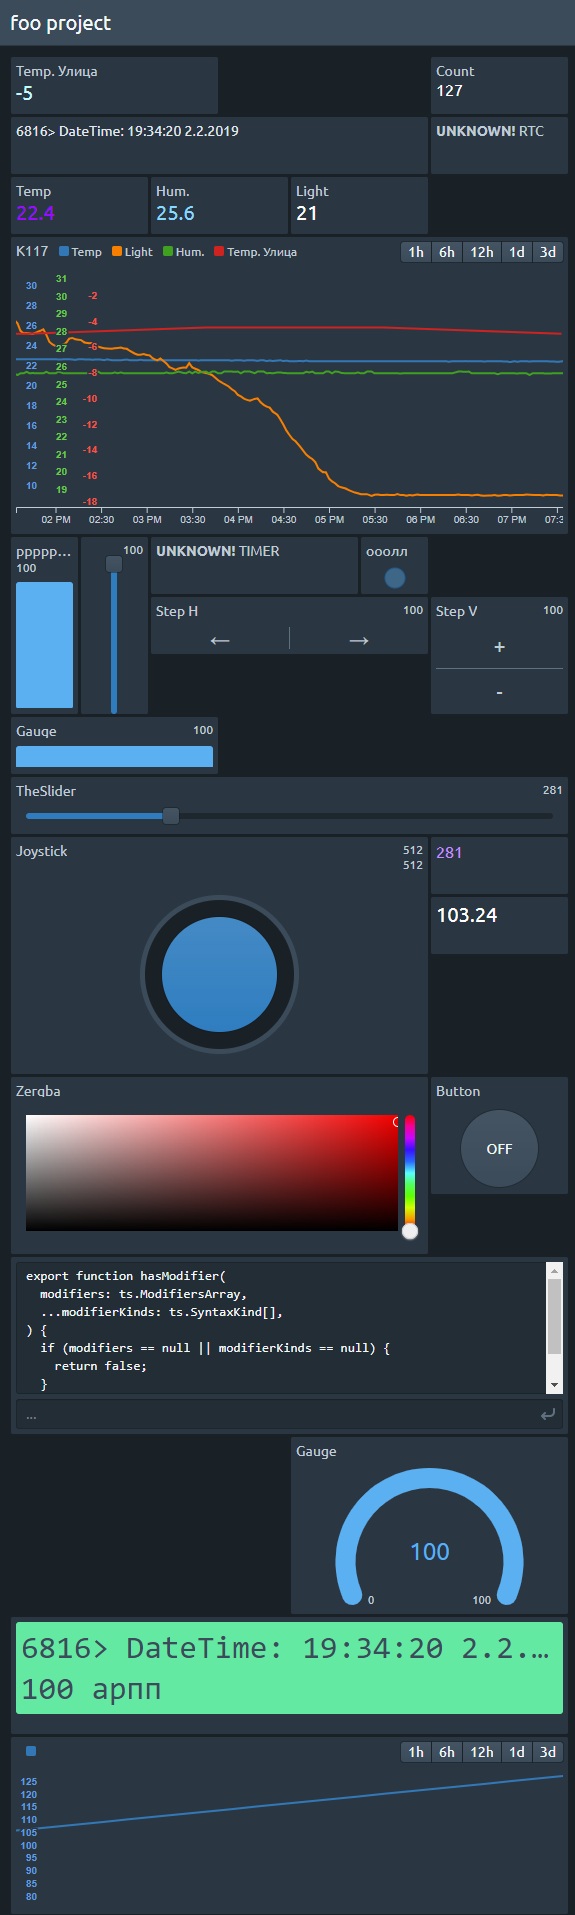 foo project
Temp. Улица
-5
Count
127
6816> DateTime: 19:34:20 2.2.2019
UNKNOWN! RTC
Temp
22.4
Hum.
25.6
Light
21
K117 Temp Light Hum. Temp. Улица 1h 6h 12h 1d 3d
30
28
26
24
22
20
18
16
14
12
10
31
30
29
28
27
26
25
24
23
22
21
20
19
-2
-4
-6
-8
-10
-12
-14
-16
-18
02 PM 02:30 03 PM 03:30 04 PM 04:30 05 PM 05:30 06 PM 06:30 07 PM 07:3
ppppp...
100
100
UNKNOWN! TIMER
ооолл
Step H 100
← →
Step V 100
+
-
Gauge 100
TheSlider 281
Joystick 512
512
281
103.24
Zergba
Button
OFF
export function hasModifier(
modifiers: ts.ModifiersArray,
...modifierKinds: ts.SyntaxKind[],
) {
if (modifiers == null || modifierKinds == null) {
return false;
}
...
Gauge
100
0 100
6816> DateTime: 19:34:20 2.2.…
100 арпп
1h 6h 12h 1d 3d
125
120
115
110
105
100
95
90
85
80